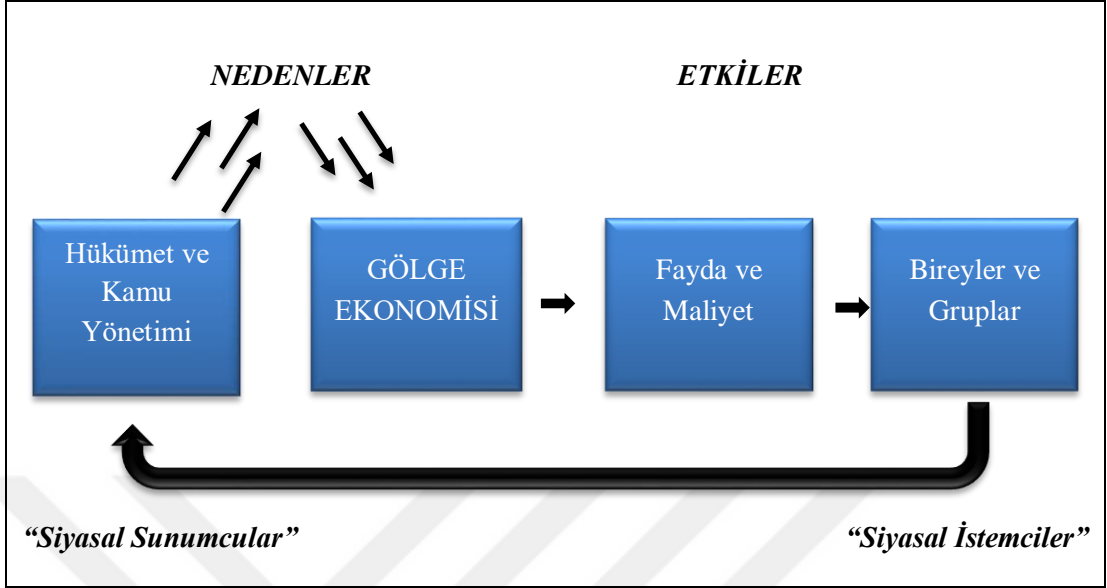 NEDENLER
ETKİLER
Hükümet ve
Kamu
Yönetimi
GÖLGE
EKONOMİSİ
Fayda ve
Maliyet
Bireyler ve
Gruplar
“Siyasal Sunumcular”
“Siyasal İstemciler”